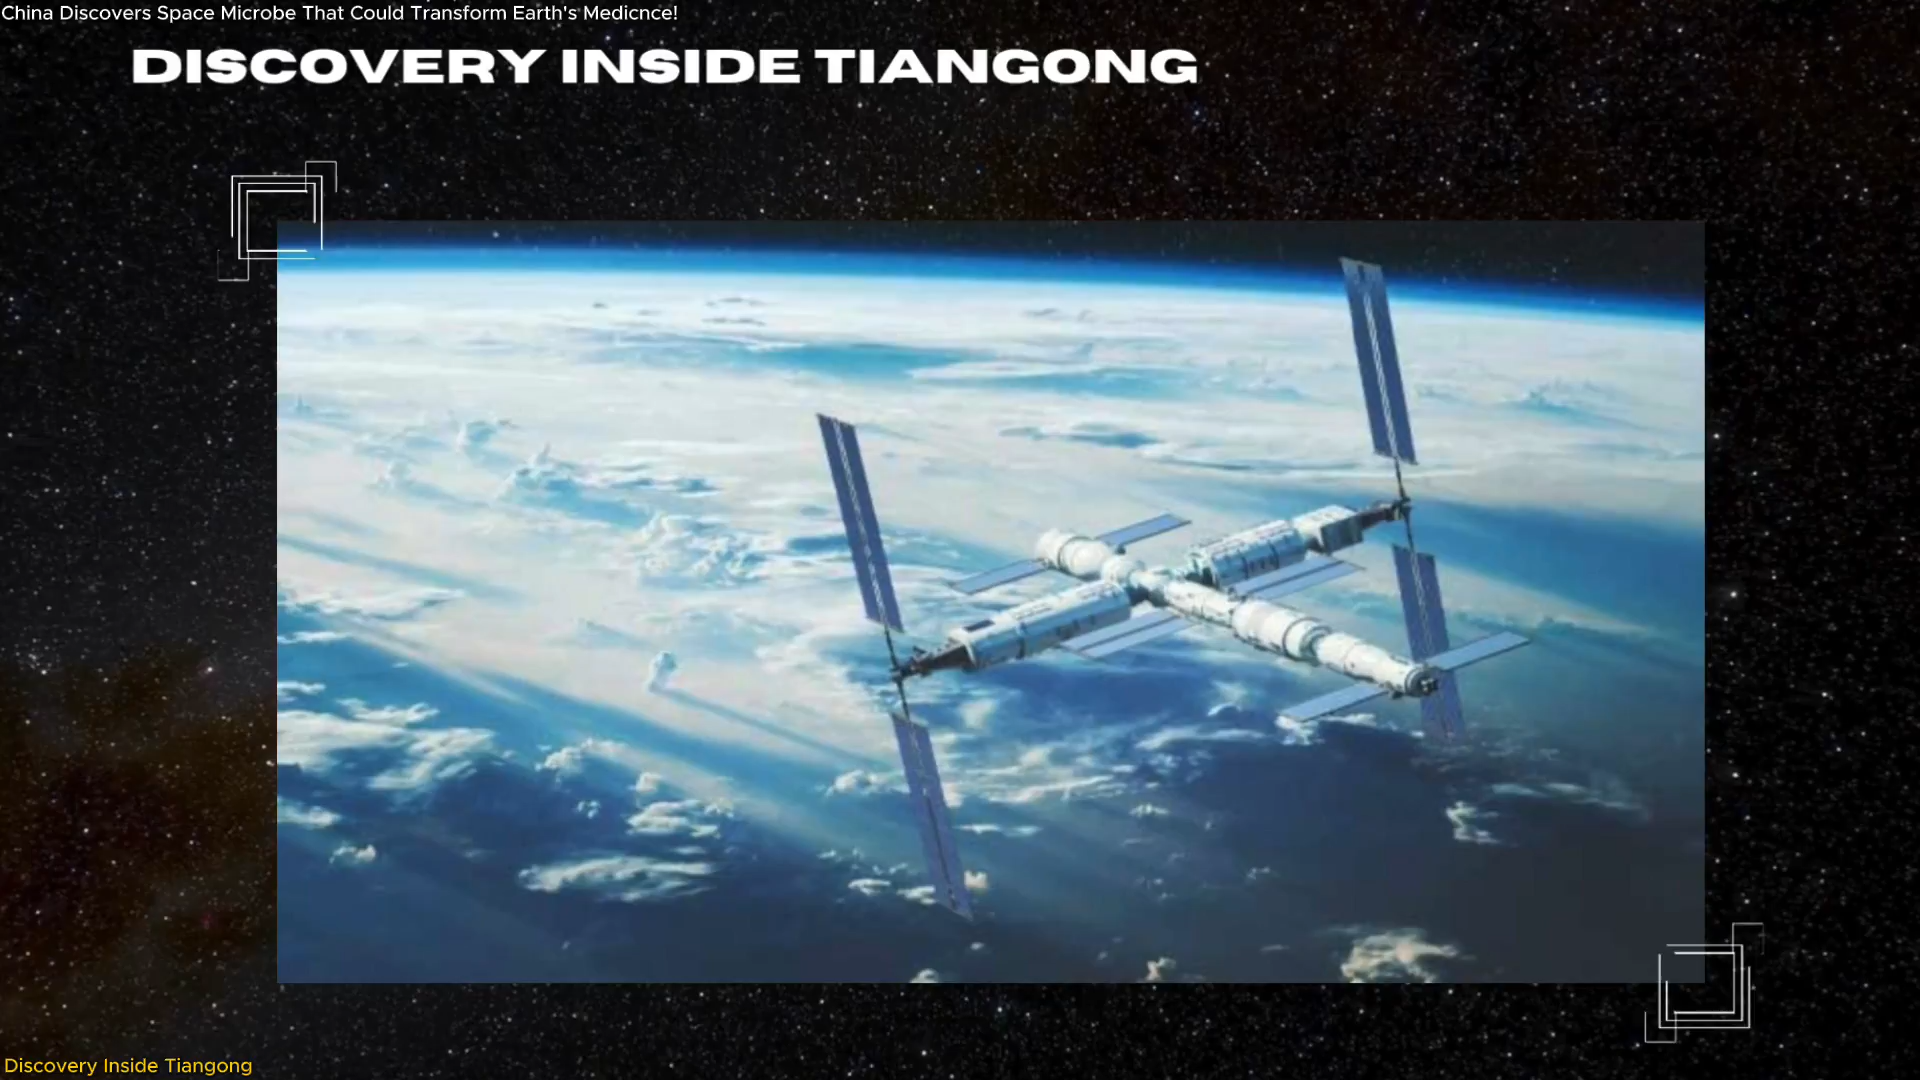 China Discovers Space Microbe That Could Transform Earth's Medicnce!
DISCOVERY INSIDE TIANGONG
Discovery Inside Tiangong